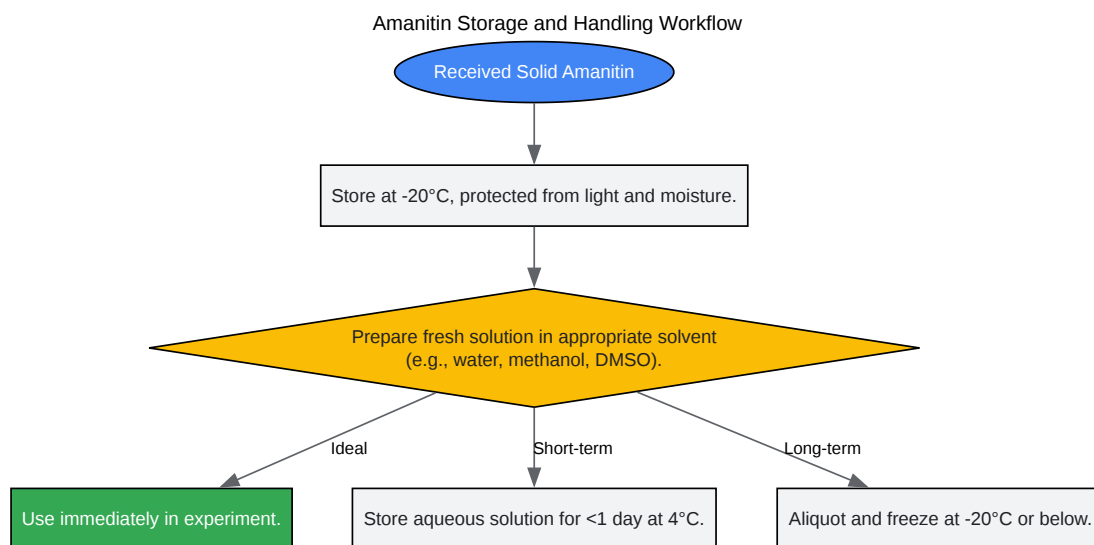 Amanitin Storage and Handling Workflow
Received Solid Amanitin
Store at -20°C, protected from light and moisture.
Prepare fresh solution in appropriate solvent
(e.g., water, methanol, DMSO).
Ideal
Short-term
Long-term
Use immediately in experiment.
Store aqueous solution for <1 day at 4°C.
Aliquot and freeze at -20°C or below.